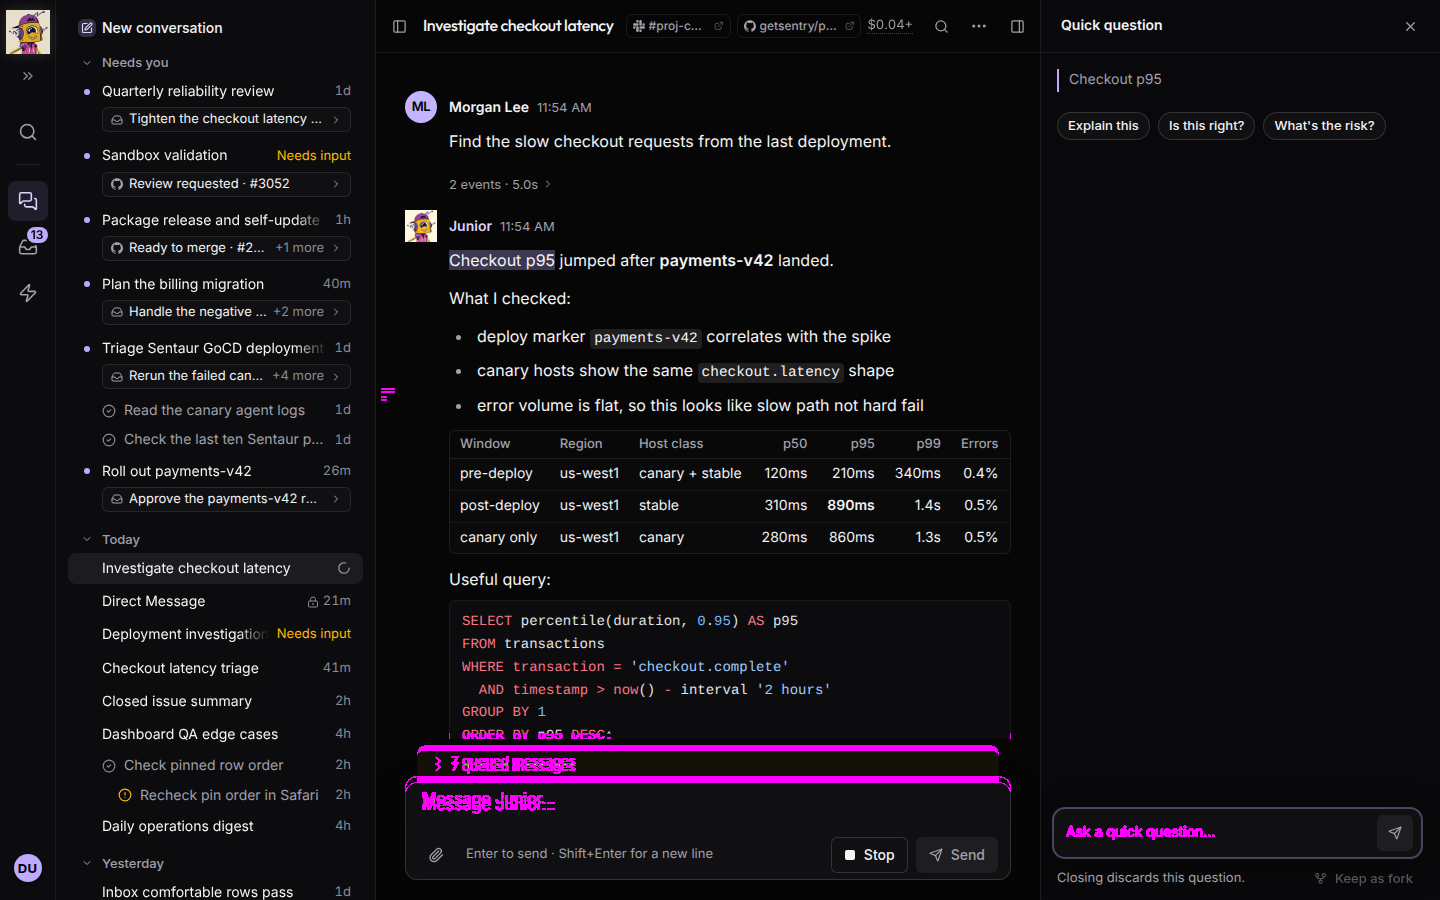 New conversation
Needs you
Quarterly reliability review 1d
Tighten the checkout latency ...
Sandbox validation Needs input
Review requested · #3052
Package release and self-update 1h
Ready to merge · #2... +1 more
Plan the billing migration 40m
Handle the negative ... +2 more
Triage Sentaur GoCD deployment 1d
Rerun the failed can... +4 more
Read the canary agent logs 1d
Check the last ten Sentaur p... 1d
Roll out payments-v42 26m
Approve the payments-v42 r...
Today
Investigate checkout latency
Direct Message 21m
Deployment investigation Needs input
Checkout latency triage 41m
Closed issue summary 2h
Dashboard QA edge cases 4h
Check pinned row order 2h
Recheck pin order in Safari 2h
Daily operations digest 4h
Yesterday
Inbox comfortable rows pass 1d
13
DU
Investigate checkout latency #proj-c... getsentry/p... $0.04+
ML Morgan Lee 11:54 AM
Find the slow checkout requests from the last deployment.
2 events · 5.0s
Junior 11:54 AM
Checkout p95 jumped after payments-v42 landed.
What I checked:
• deploy marker payments-v42 correlates with the spike
• canary hosts show the same checkout.latency shape
• error volume is flat, so this looks like slow path not hard fail
Window Region Host class p50 p95 p99 Errors
pre-deploy us-west1 canary + stable 120ms 210ms 340ms 0.4%
post-deploy us-west1 stable 310ms 890ms 1.4s 0.5%
canary only us-west1 canary 280ms 860ms 1.3s 0.5%
Useful query:
SELECT percentile(duration, 0.95) AS p95
FROM transactions
WHERE transaction = 'checkout.complete'
AND timestamp > now() - interval '2 hours'
GROUP BY 1
ORDER BY p95 DESC;
7 queued messages
Message Junior...
Enter to send · Shift+Enter for a new line
Stop
Send
Quick question
Checkout p95
Explain this
Is this right?
What's the risk?
Ask a quick question...
Closing discards this question.
Keep as fork